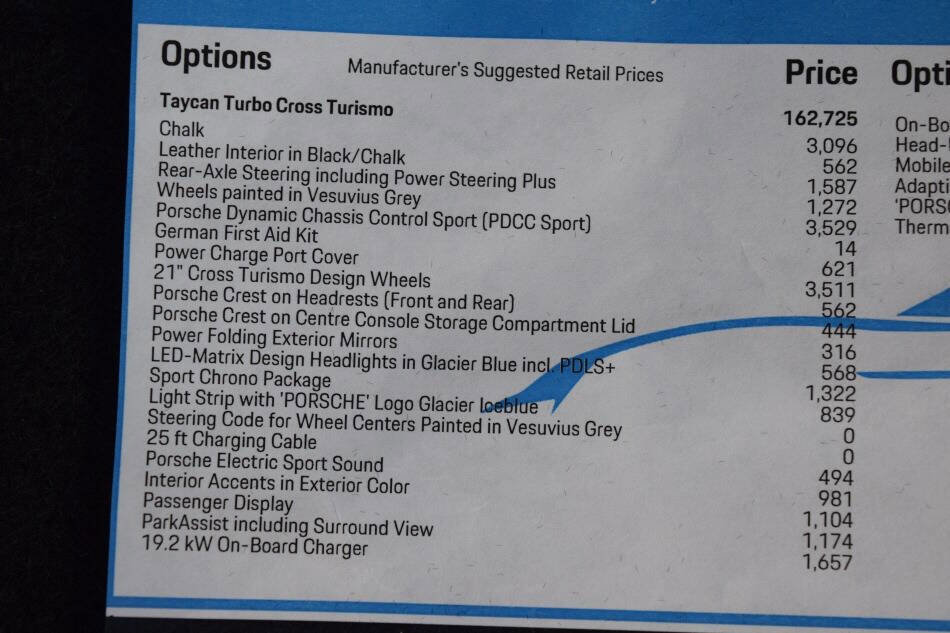 Options Manufacturer's Suggested Retail Prices Price
Taycan Turbo Cross Turismo 162,725
Chalk 3,096
Leather Interior in Black/Chalk 562
Rear-Axle Steering including Power Steering Plus 1,587
Wheels painted in Vesuvius Grey 1,272
Porsche Dynamic Chassis Control Sport (PDCC Sport) 3,529
German First Aid Kit 14
Power Charge Port Cover 621
21" Cross Turismo Design Wheels 3,511
Porsche Crest on Headrests (Front and Rear) 562
Porsche Crest on Centre Console Storage Compartment Lid 444
Power Folding Exterior Mirrors 316
LED-Matrix Design Headlights in Glacier Blue incl. PDLS+ 568
Sport Chrono Package 1,322
Light Strip with 'PORSCHE' Logo Glacier Iceblue 839
Steering Code for Wheel Centers Painted in Vesuvius Grey 0
25 ft Charging Cable 0
Porsche Electric Sport Sound 494
Interior Accents in Exterior Color 981
Passenger Display 1,104
ParkAssist including Surround View 1,174
19.2 kW On-Board Charger 1,657
Opti
On-Bo
Head-
Mobile
Adapti
'PORS
Therm